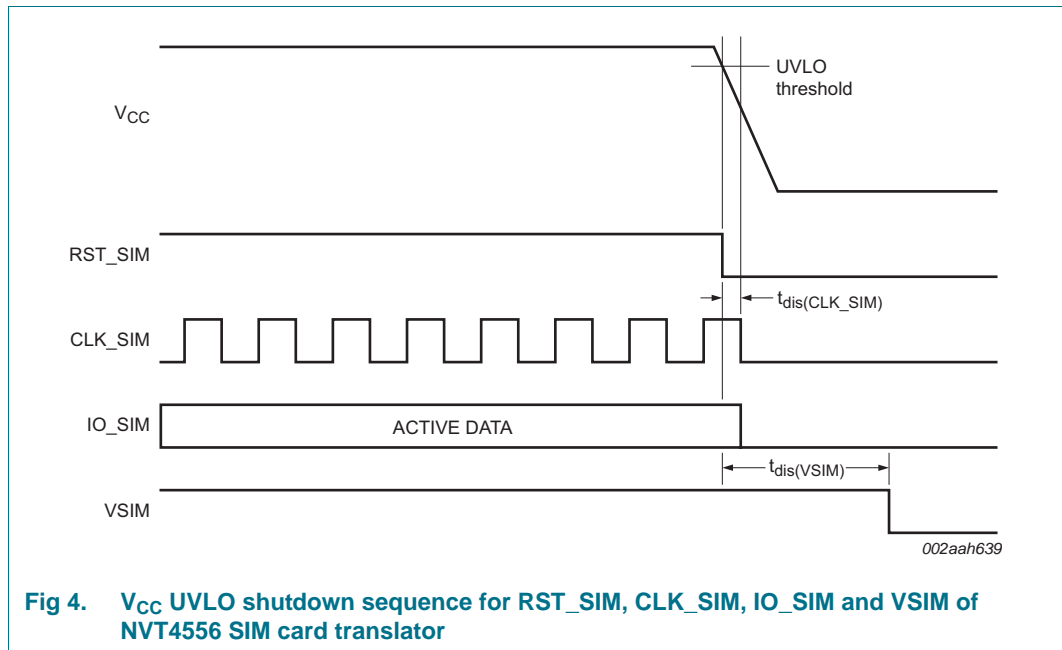 UVLO
threshold
VCC
RST_SIM
tdis(CLK_SIM)
CLK_SIM
IO_SIM
ACTIVE DATA
tdis(VSIM)
VSIM
002aah639
Fig 4. VCC UVLO shutdown sequence for RST_SIM, CLK_SIM, IO_SIM and VSIM of
NVT4556 SIM card translator